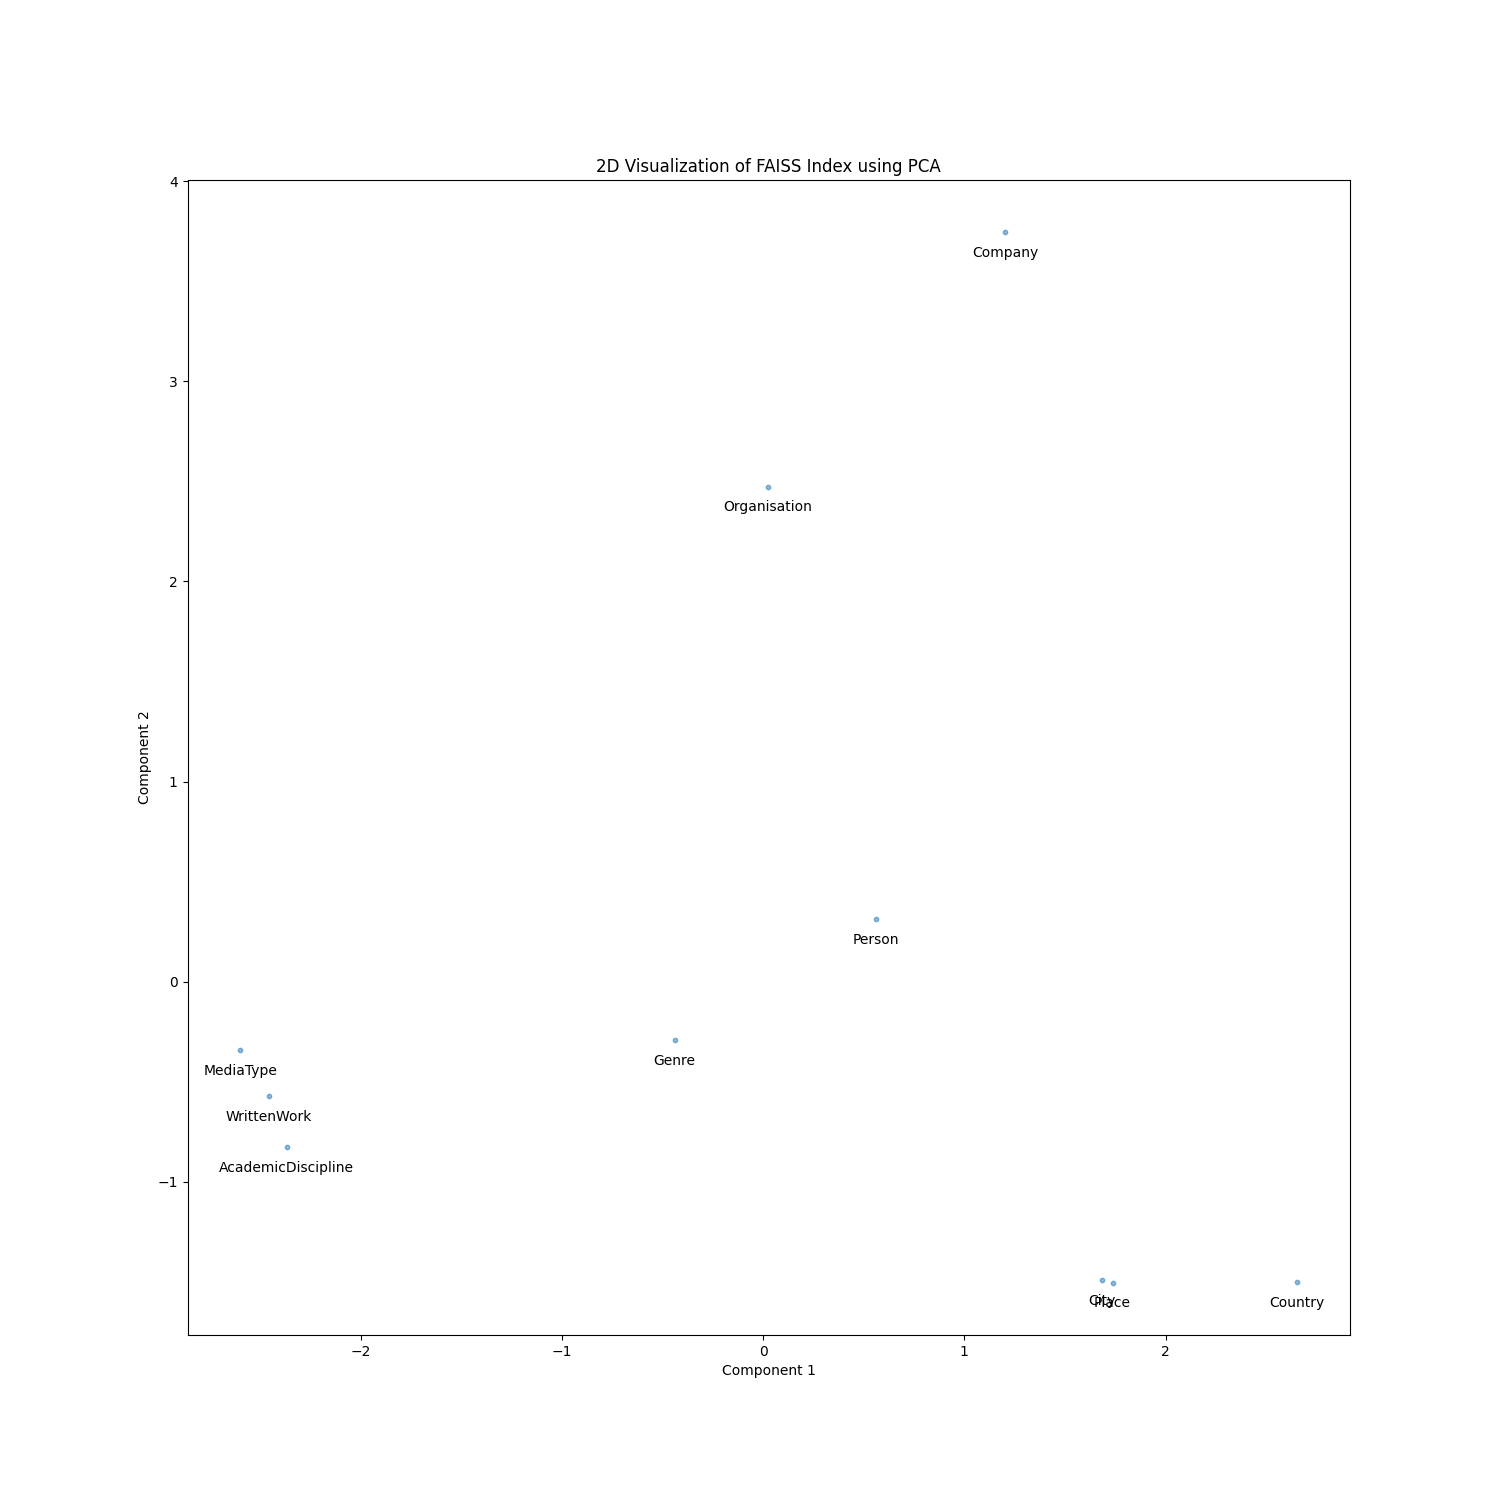 2D Visualization of FAISS Index using PCA
4
Company
3
Organisation
2
Component 2
1
Person
0
Genre
MediaType
WrittenWork
AcademicDiscipline
−1
City
Place
Country
−2
−1
0
1
2
Component 1